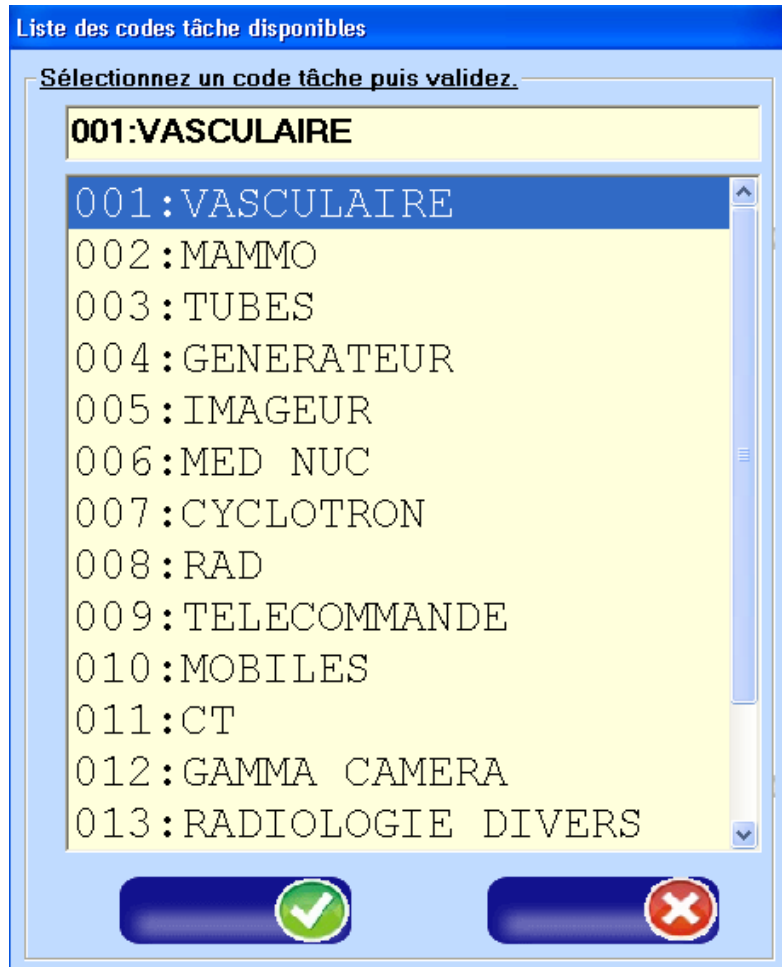 Liste des codes tâche disponibles
Sélectionnez un code tâche puis validez.
001:VASCULAIRE
001:VASCULAIRE
002:MAMMO
003:TUBES
004:GENERATEUR
005:IMAGEUR
006:MED NUC
007:CYCLOTRON
008:RAD
009:TELECOMMANDE
010:MOBILES
011:CT
012:GAMMA CAMERA
013:RADIOLOGIE DIVERS